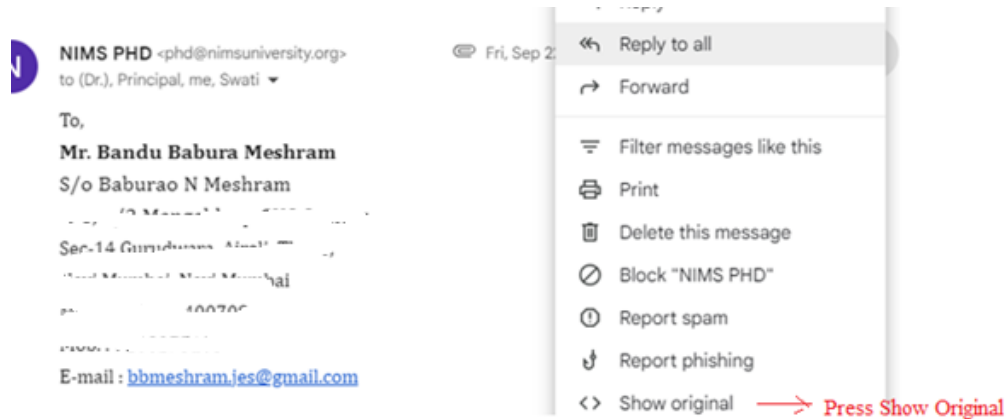 N
NIMS PHD <phd@nimsuniversity.org>
to (Dr.), Principal, me, Swati
Fri, Sep 2
To,
Mr. Bandu Babura Meshram
S/o Baburao N Meshram
Sec-14 Gurudwara
E-mail : bbmeshram.jes@gmail.com
Reply
Reply to all
Forward
Filter messages like this
Print
Delete this message
Block "NIMS PHD"
Report spam
Report phishing
<> Show original
Press Show Original